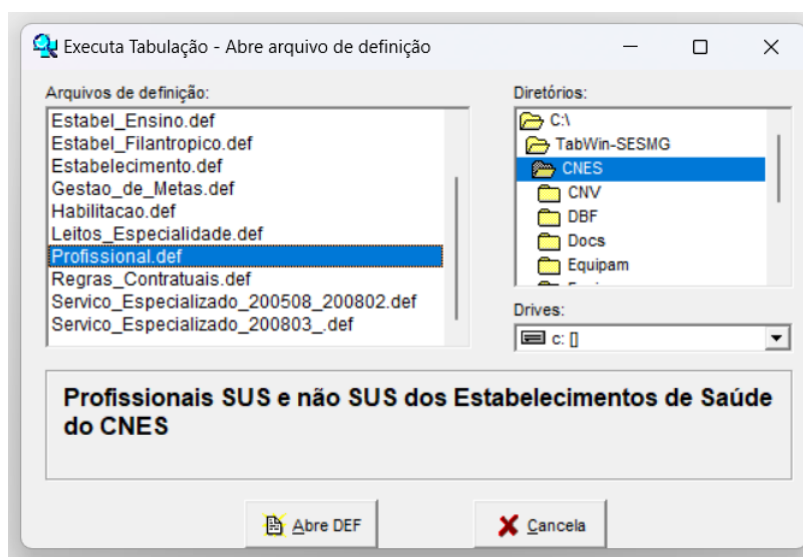 Executa Tabulação - Abre arquivo de definição
Arquivos de definição:
Estabel_Ensino.def
Estabel_Filantropico.def
Estabelecimento.def
Gestao_de_Metas.def
Habilitacao.def
Leitos_Especialidade.def
Profissional.def
Regras_Contratuais.def
Servico_Especializado_200508_200802.def
Servico_Especializado_200803_.def
Diretórios:
C:\
TabWin-SESMG
CNES
CNV
DBF
Docs
Equipam
Drives:
c: []
Profissionais SUS e não SUS dos Estabelecimentos de Saúde
do CNES
Abre DEF
Cancela